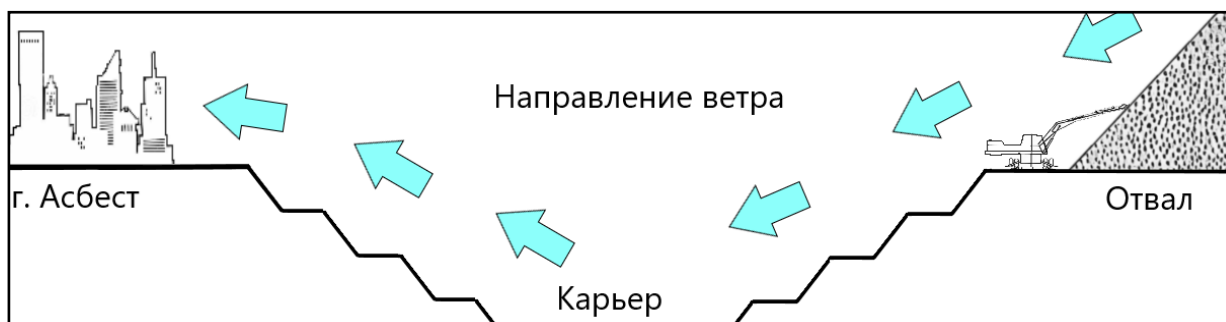 Направление ветра
г. Асбест
Отвал
Карьер